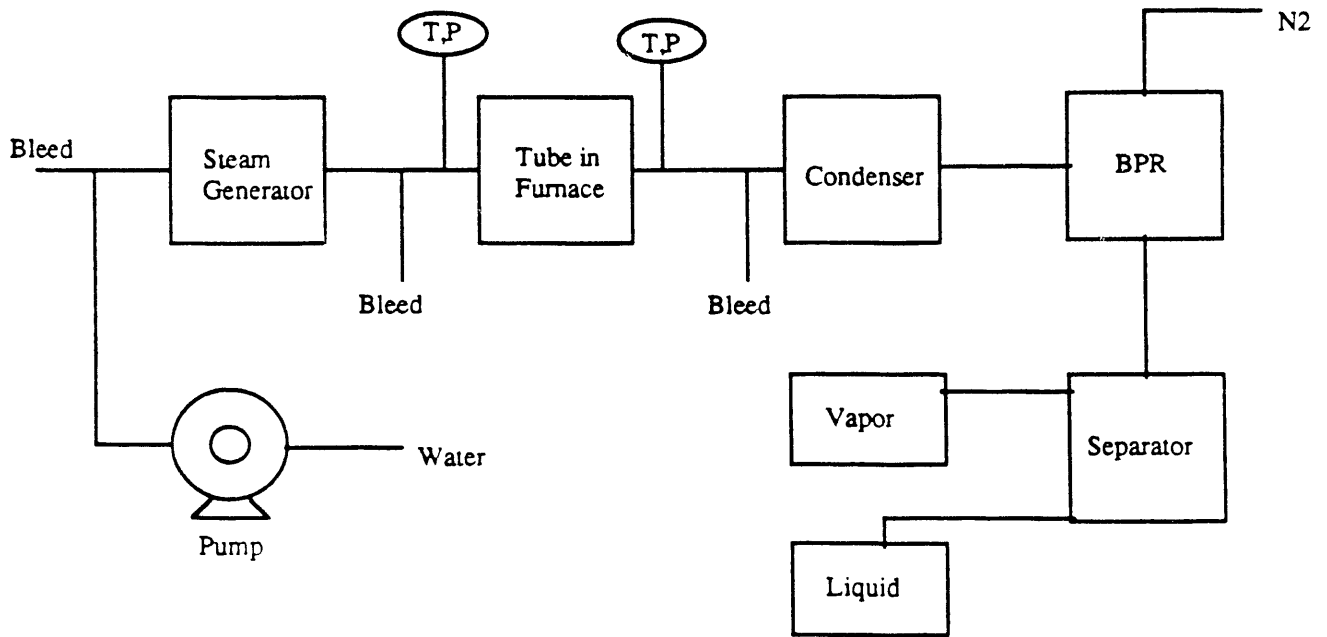 T,P
T,P
N2
Bleed
Steam
Generator
Tube in
Furnace
Condenser
BPR
Bleed
Bleed
Vapor
Separator
Water
Pump
Liquid